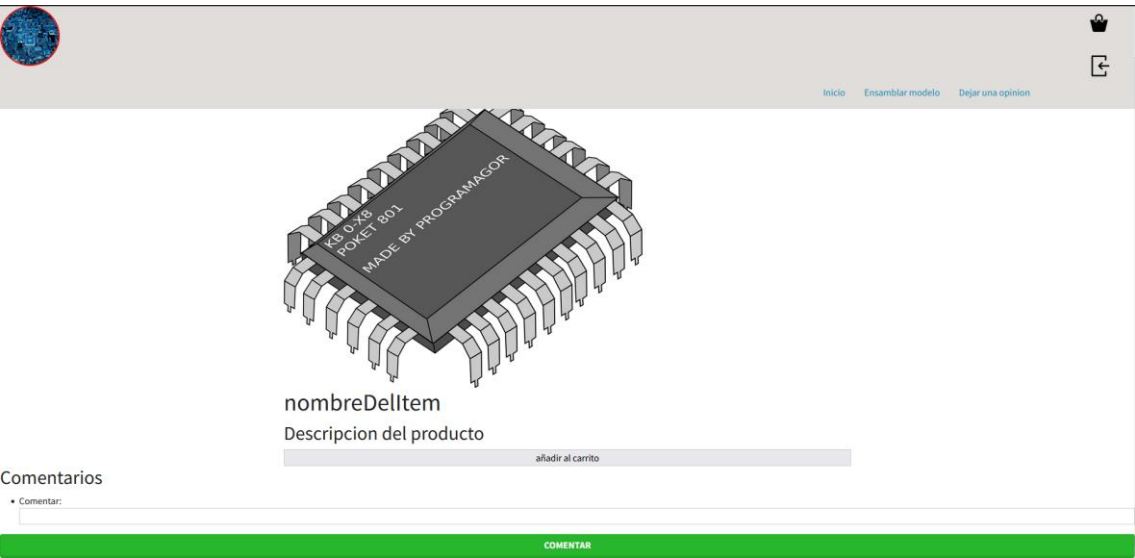 Inicio Ensamblar modelo Dejar una opinion
KB 0-X8
POKET 801
MADE BY PROGRAMAGOR
nombreDelItem
Descripcion del producto
añadir al carrito
Comentarios
• Comentar:
COMENTAR